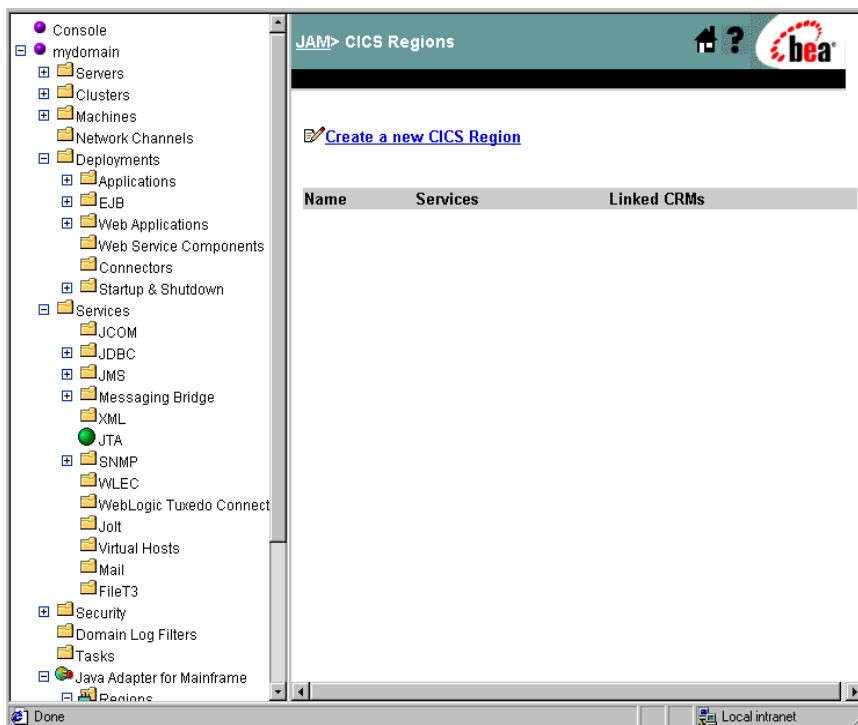 Console
mydomain
Servers
Clusters
Machines
Network Channels
Deployments
Applications
EJB
Web Applications
Web Service Components
Connectors
Startup & Shutdown
Services
JCOM
JDBC
JMS
Messaging Bridge
XML
JTA
SNMP
WLEC
WebLogic Tuxedo Connect
Jolt
Virtual Hosts
Mail
FileT3
Security
Domain Log Filters
Tasks
Java Adapter for Mainframe
Regions
JAM> CICS Regions
?
bea
Create a new CICS Region
Name Services Linked CRMs
Done
Local intranet